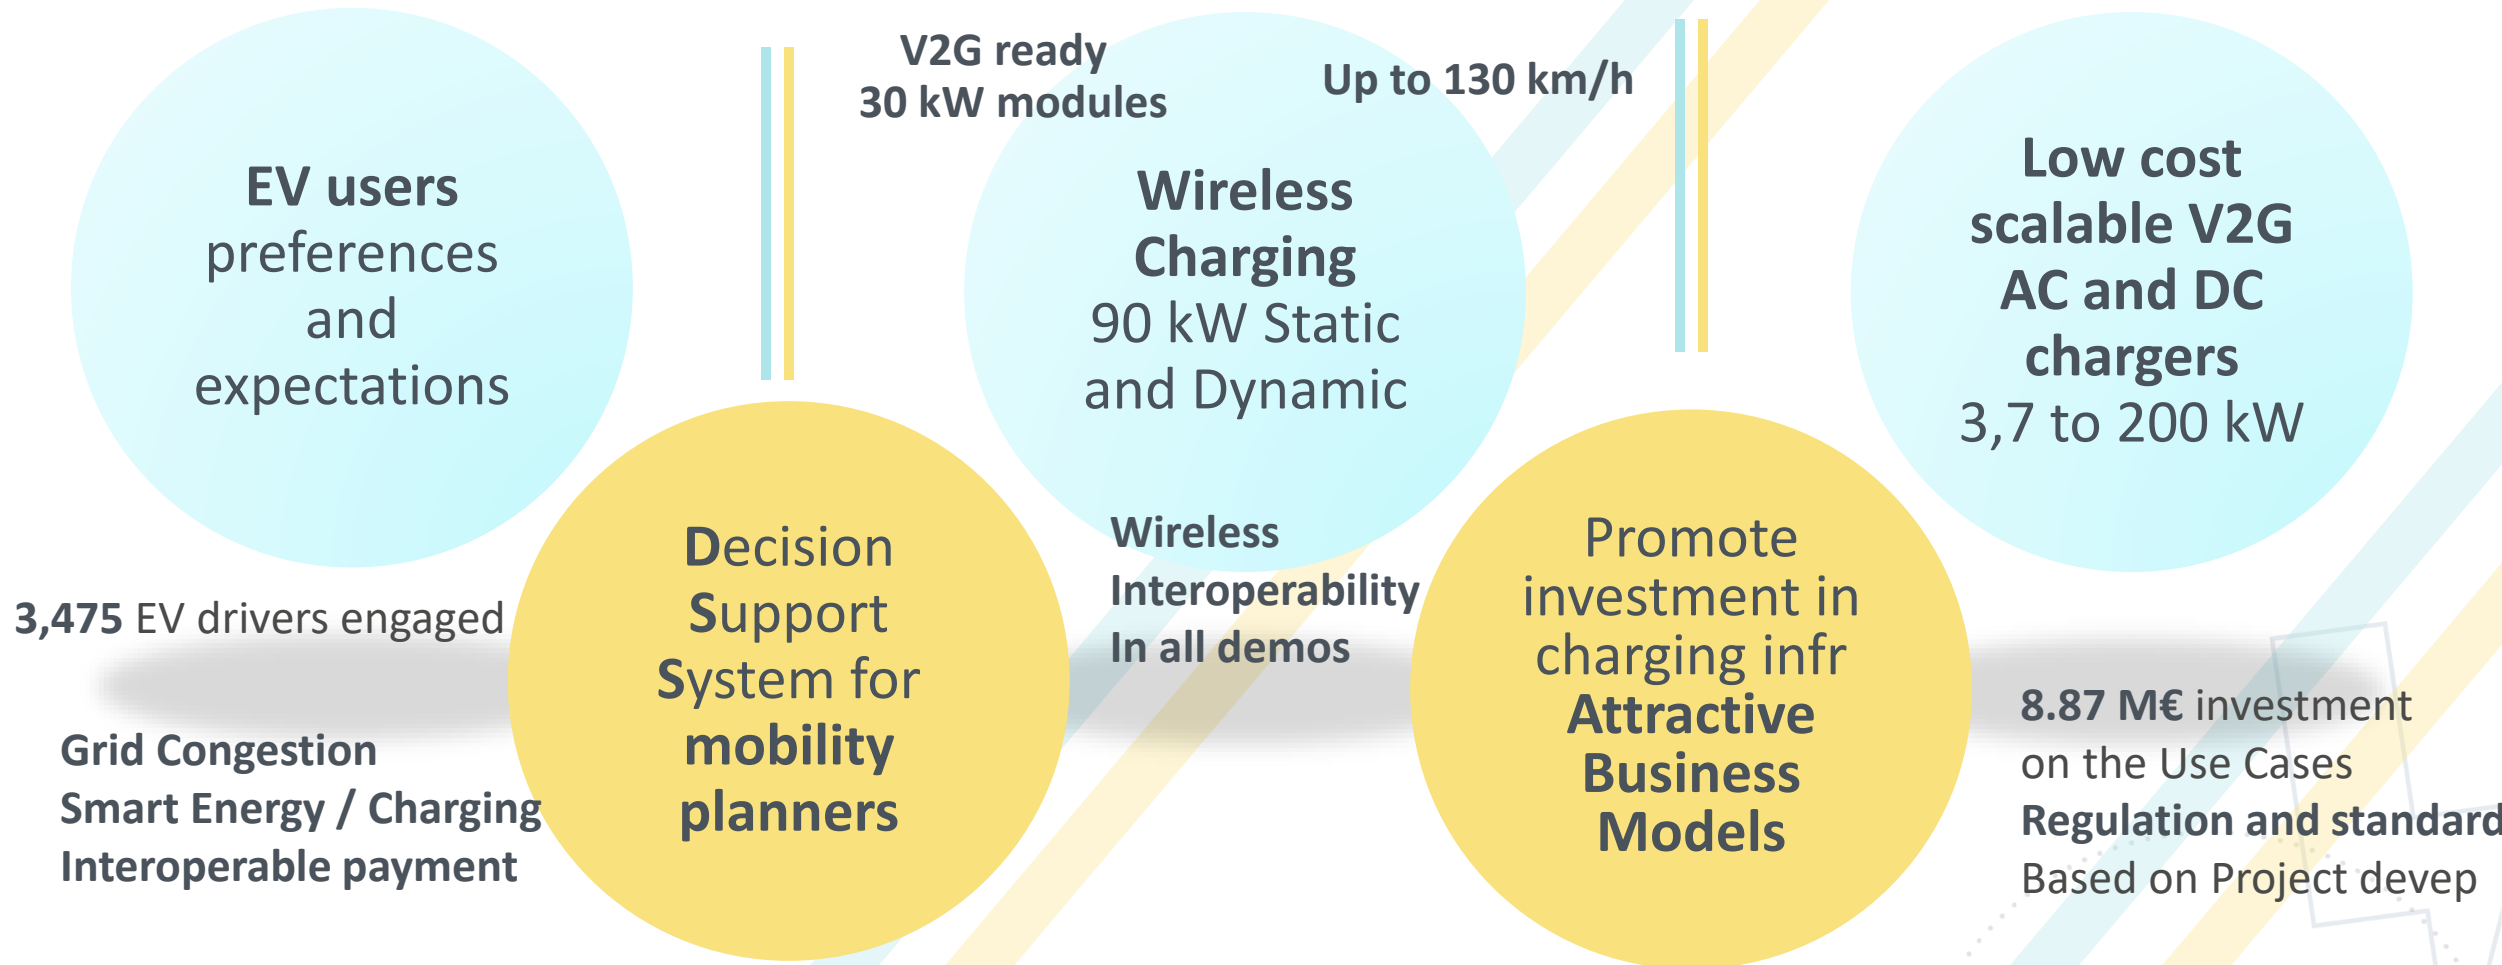 EV users
preferences
and
expectations
3,475 EV drivers engaged
Grid Congestion
Smart Energy / Charging
Interoperable payment
Decision
Support
System for
mobility
planners
V2G ready
30 kW modules
Up to 130 km/h
Wireless
Charging
90 kW Static
and Dynamic
Wireless
Interoperability
In all demos
Promote
investment in
charging infr
Attractive
Business
Models
Low cost
scalable V2G
AC and DC
chargers
3,7 to 200 kW
8.87 M€ investment
on the Use Cases
Regulation and standard
Based on Project devep